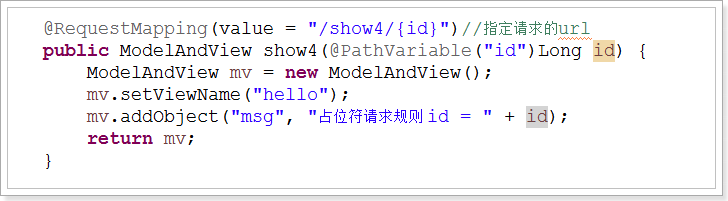 @RequestMapping(value = "/show4/{id}")//指定请求的url
public ModelAndView show4(@PathVariable("id")Long id) {
ModelAndView mv = new ModelAndView();
mv.setViewName("hello");
mv.addObject("msg", "占位符请求规则 id = " + id);
return mv;
}